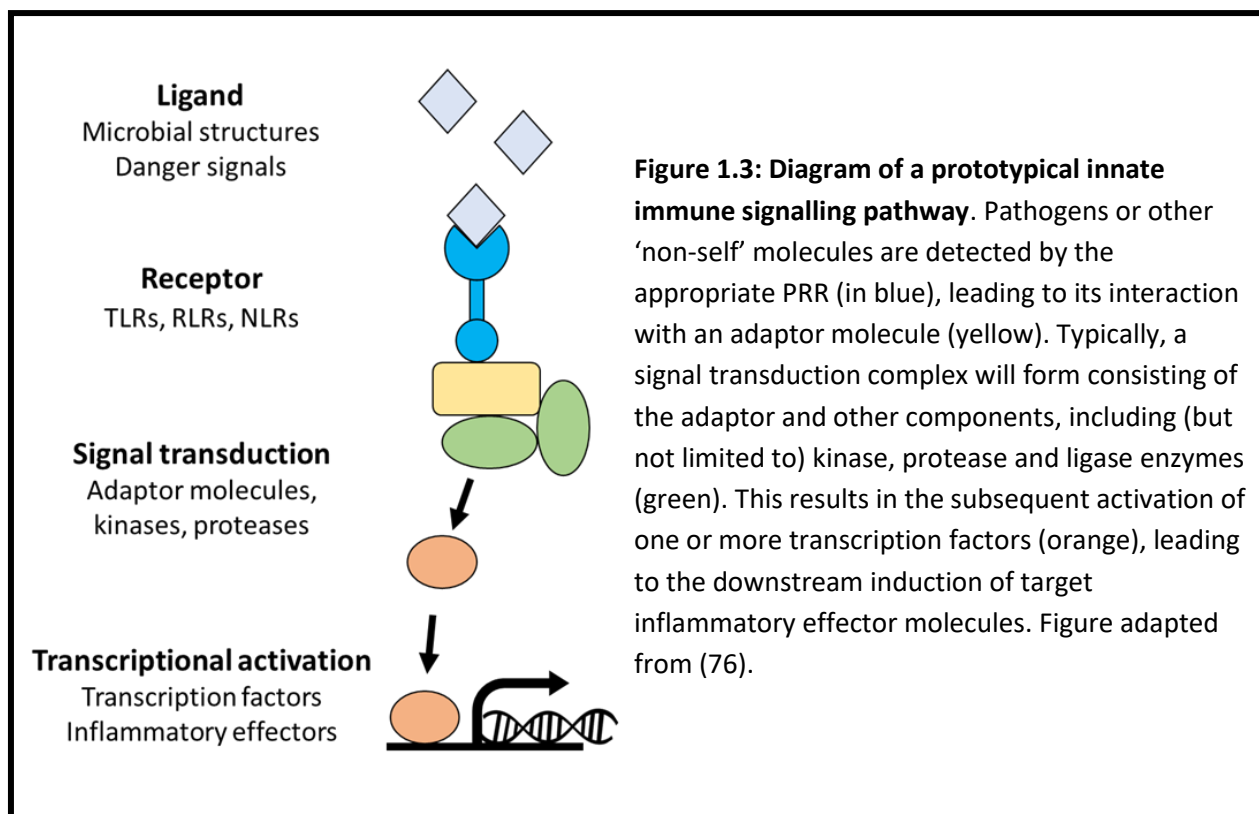 Ligand
Microbial structures
Danger signals
Receptor
TLRs, RLRs, NLRs
Signal transduction
Adaptor molecules,
kinases, proteases
Transcriptional activation
Transcription factors
Inflammatory effectors
Figure 1.3: Diagram of a prototypical innate
immune signalling pathway. Pathogens or other
‘non-self’ molecules are detected by the
appropriate PRR (in blue), leading to its interaction
with an adaptor molecule (yellow). Typically, a
signal transduction complex will form consisting of
the adaptor and other components, including (but
not limited to) kinase, protease and ligase enzymes
(green). This results in the subsequent activation of
one or more transcription factors (orange), leading
to the downstream induction of target
inflammatory effector molecules. Figure adapted
from (76).